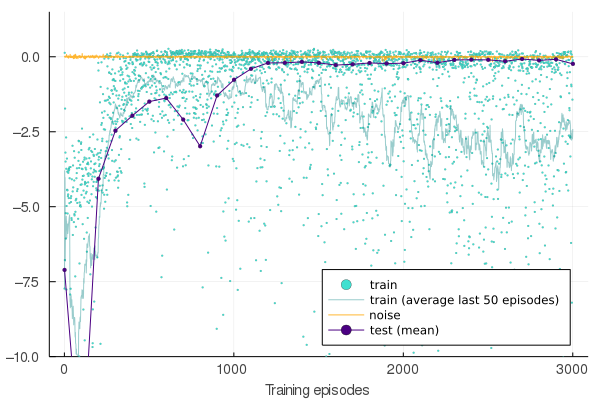 0.0
−2.5
−5.0
−7.5
−10.0
0
1000
2000
3000
Training episodes
train
train (average last 50 episodes)
noise
test (mean)